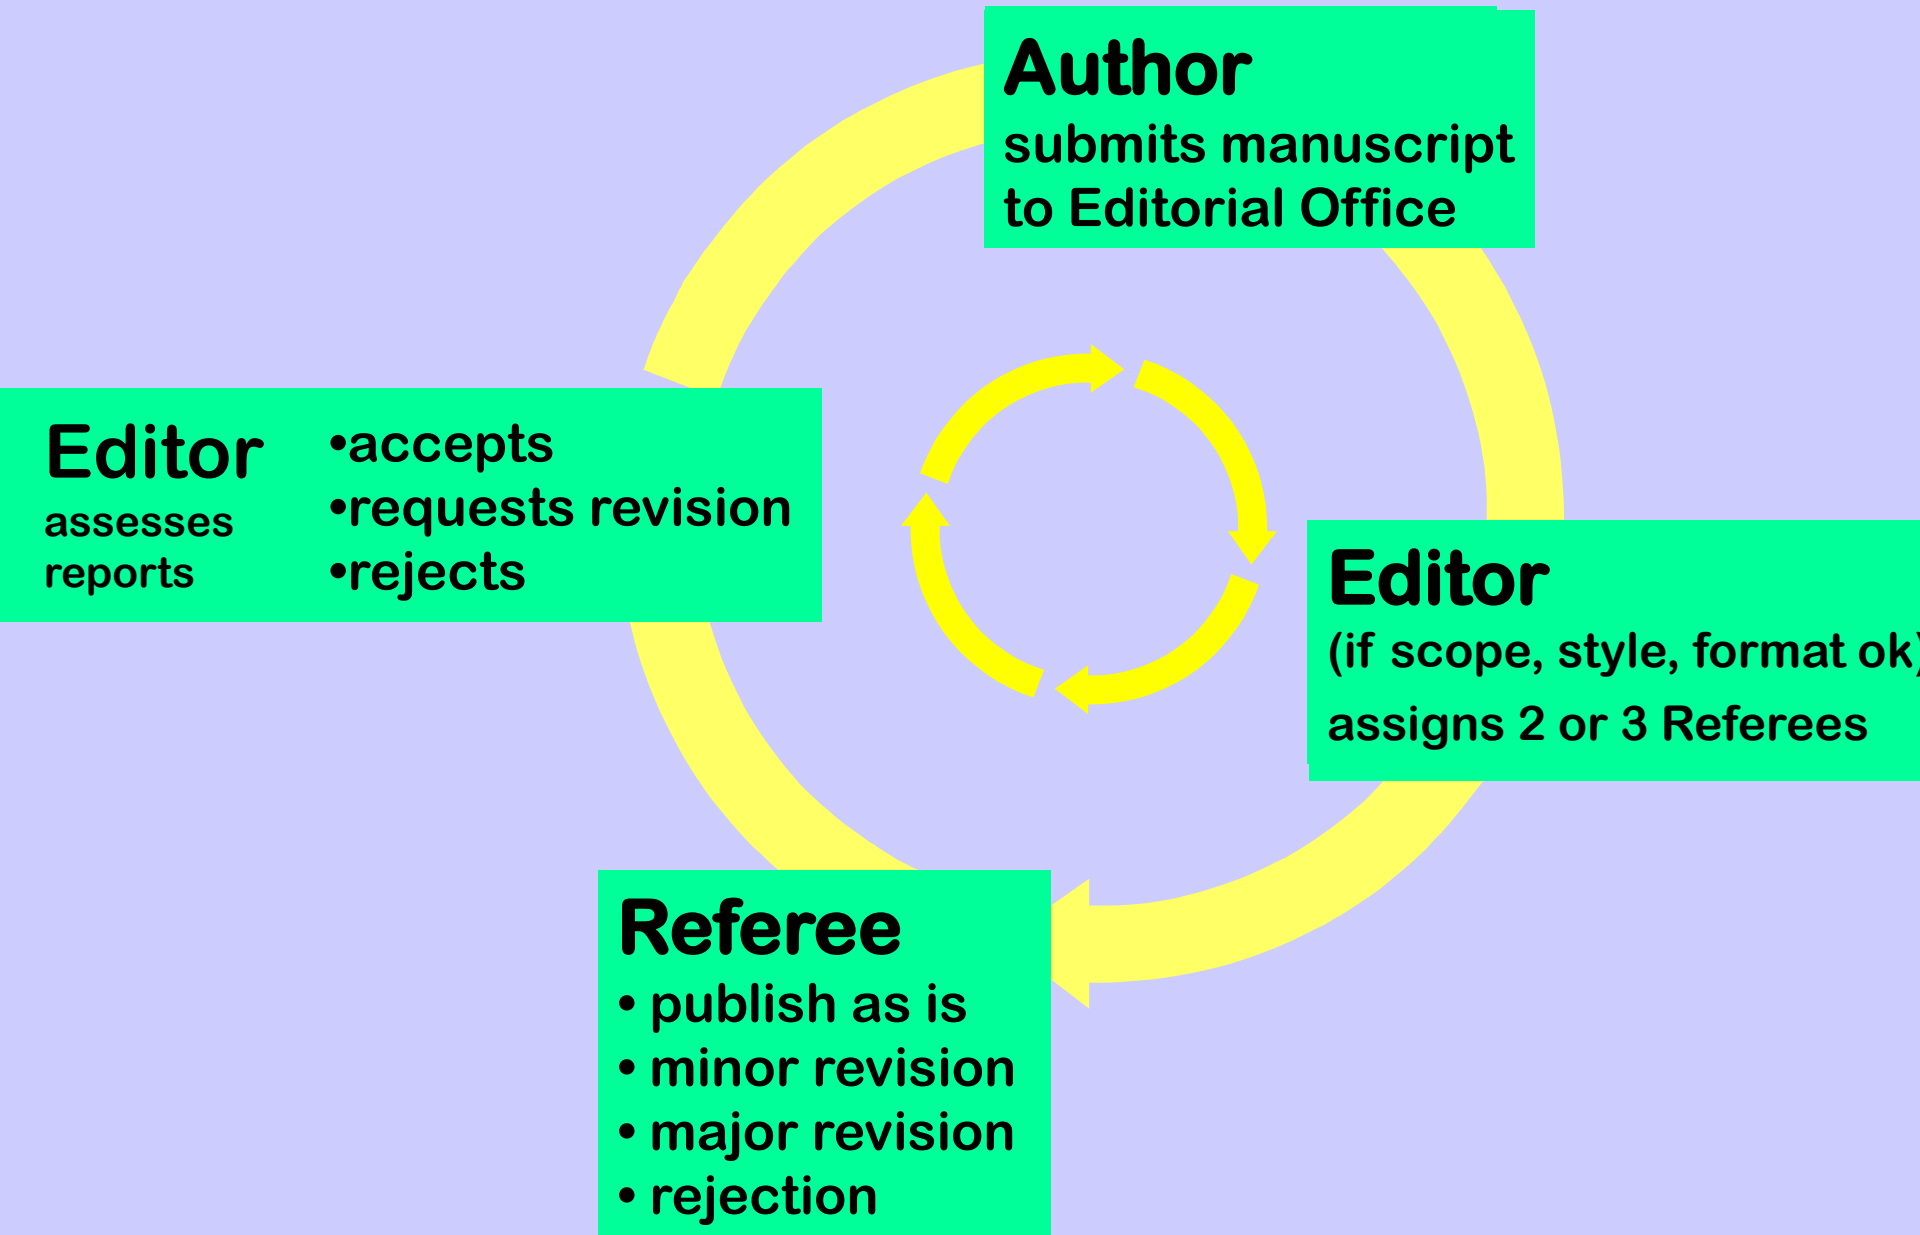 Author
submits manuscript
to Editorial Office
Editor
(if scope, style, format ok)
assigns 2 or 3 Referees
Referee
• publish as is
• minor revision
• major revision
• rejection
Editor
assesses
reports
•accepts
•requests revision
•rejects